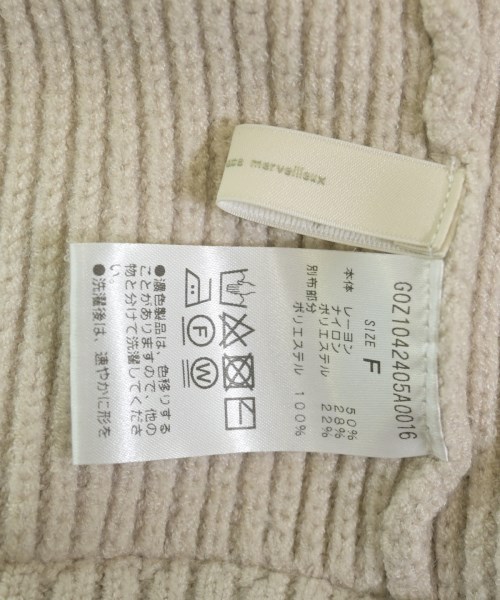 merveilleux
G0Z1042405A0016
SIZE F
本体 レーヨン 50%
ナイロン 28%
ポリエステル 22%
別布部分
ポリエステル 100%
●濃色製品は、色移りする
ことがありますので、他の
物と分けて洗濯してくださ
い。
●洗濯後は、速やかに形を